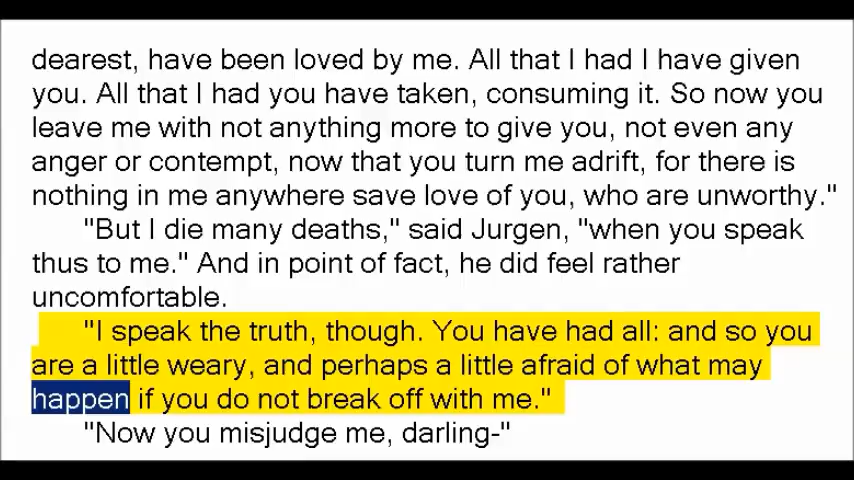 dearest, have been loved by me. All that I had I have given
you. All that I had you have taken, consuming it. So now you
leave me with not anything more to give you, not even any
anger or contempt, now that you turn me adrift, for there is
nothing in me anywhere save love of you, who are unworthy."
"But I die many deaths," said Jurgen, "when you speak
thus to me." And in point of fact, he did feel rather
uncomfortable.
"I speak the truth, though. You have had all: and so you
are a little weary, and perhaps a little afraid of what may
happen if you do not break off with me."
"Now you misjudge me, darling-"